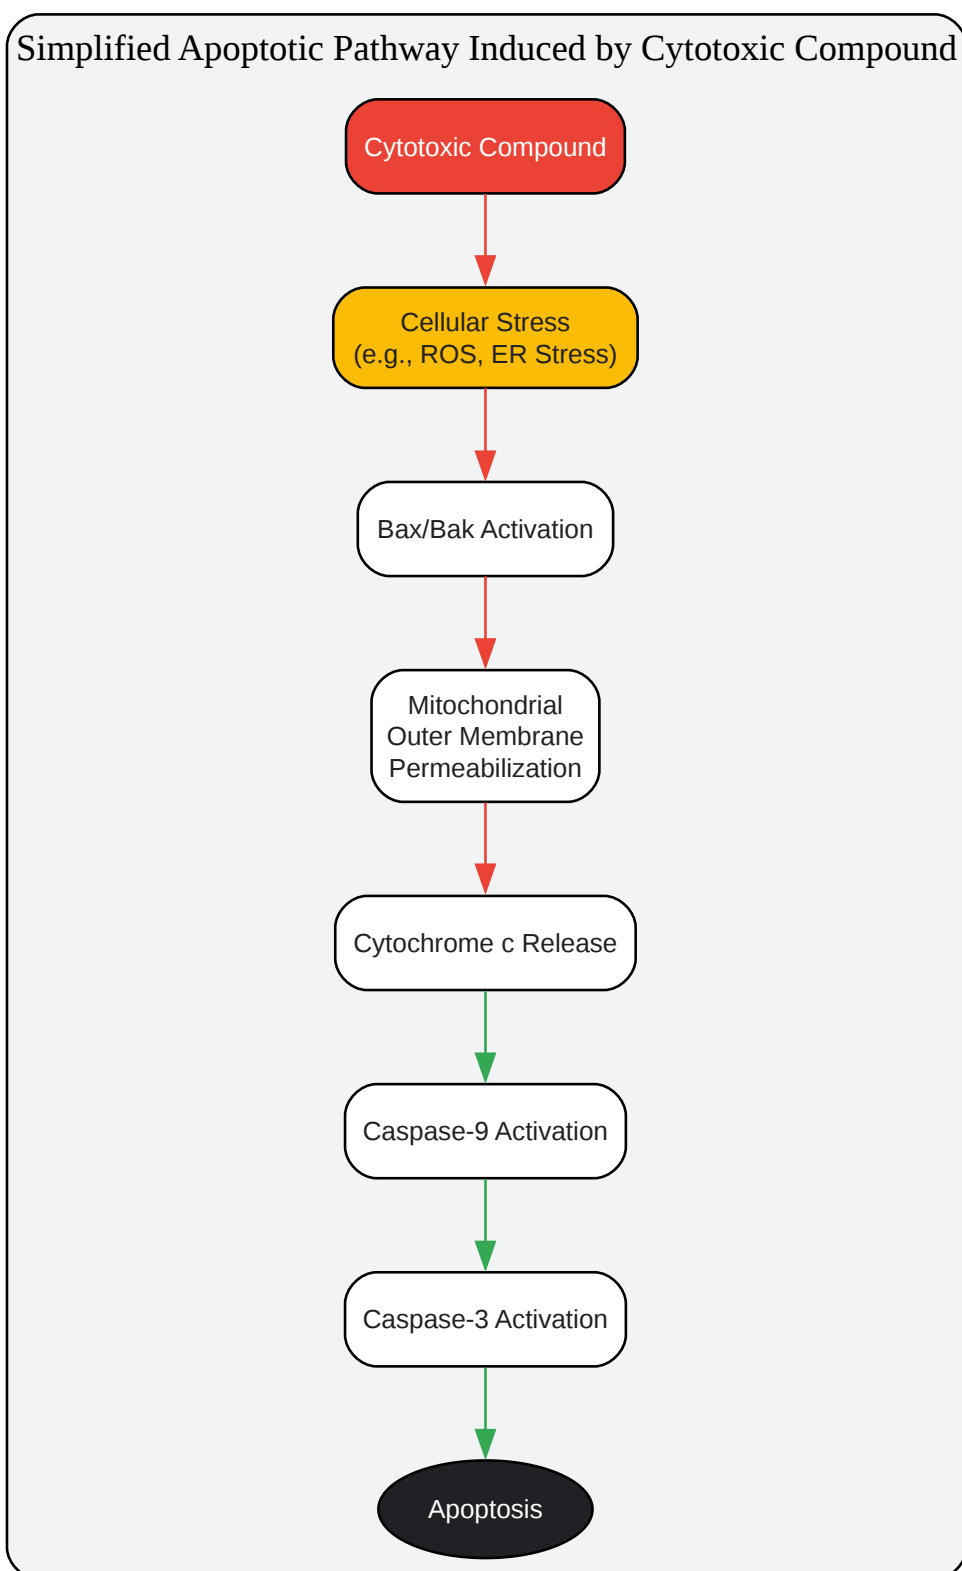 Simplified Apoptotic Pathway Induced by Cytotoxic Compound
Cytotoxic Compound
Cellular Stress
(e.g., ROS, ER Stress)
Bax/Bak Activation
Mitochondrial
Outer Membrane
Permeabilization
Cytochrome c Release
Caspase-9 Activation
Caspase-3 Activation
Apoptosis